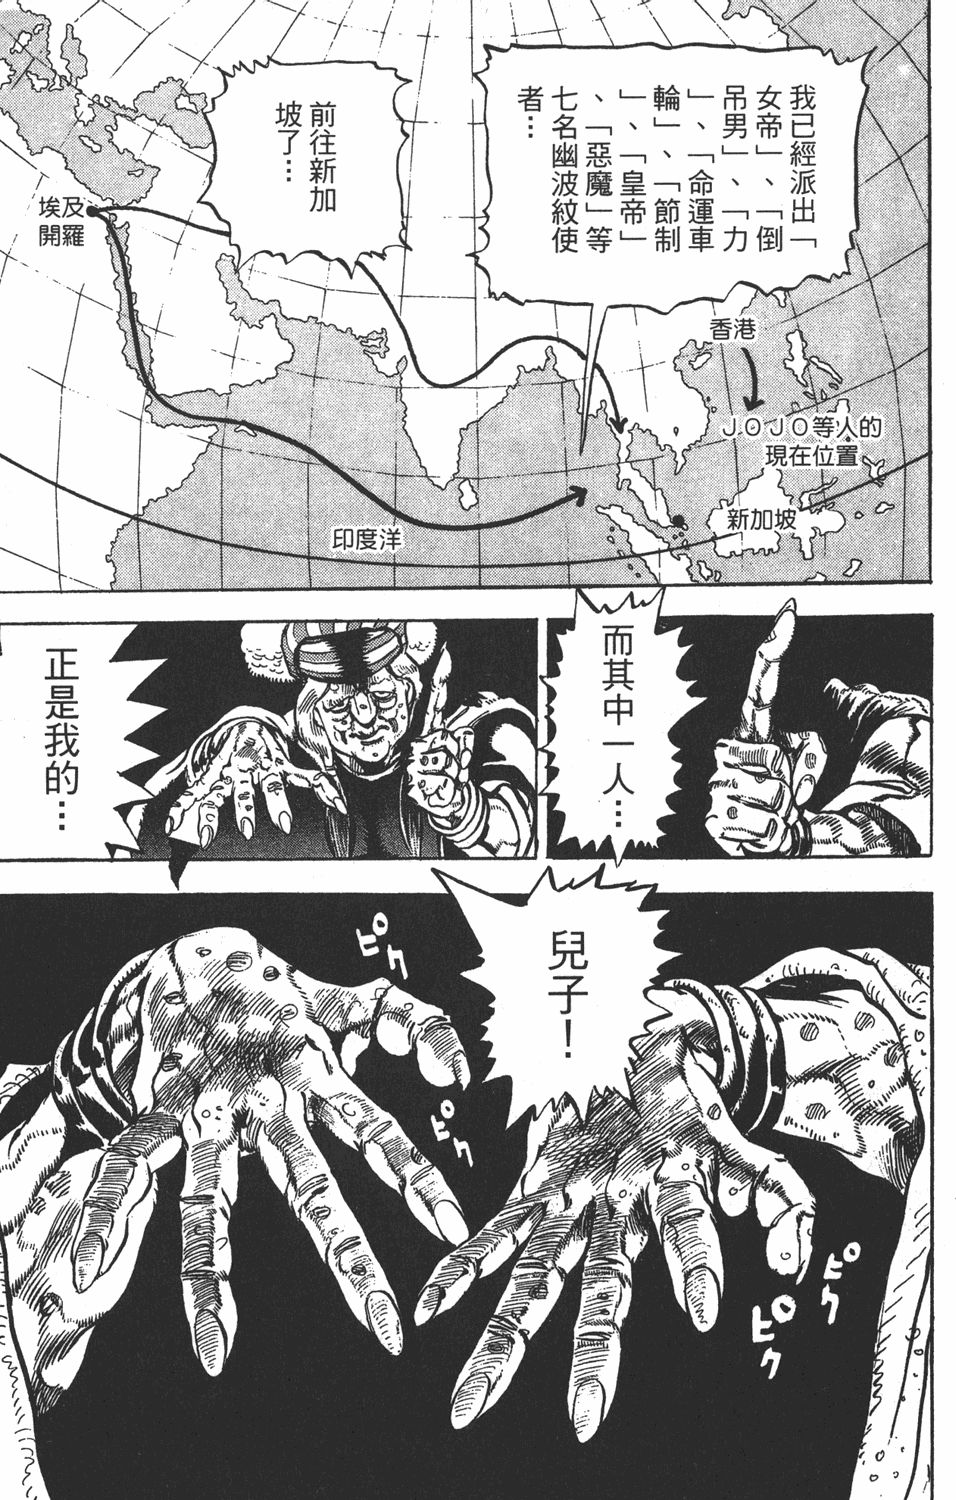 我已經派出「
女帝」、「倒
吊男」、「力
」、「命運車
輪」、「節制
」、「皇帝」
、「惡魔」等
七名幽波紋使
者…
前往新加
坡了…
埃及
開羅
香港
ＪＯＪＯ等人的
現在位置
新加坡
印度洋
而其中一人…
正是我的…
兒子！
ピク
ピク
ピク
ピク